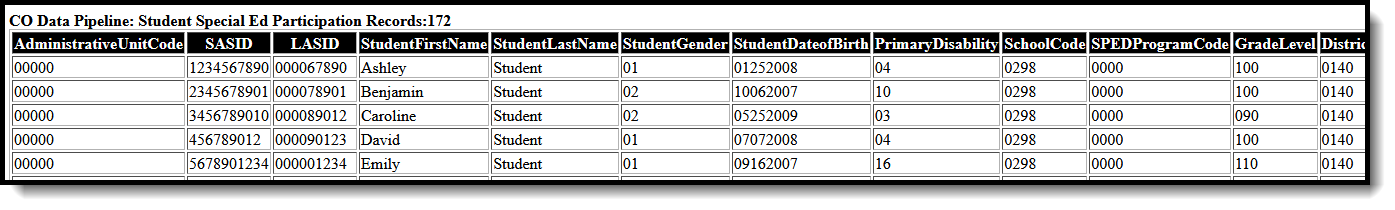 CO Data Pipeline: Student Special Ed Participation Records:172
AdministrativeUnitCode SASID LASID StudentFirstName StudentLastName StudentGender StudentDateofBirth PrimaryDisability SchoolCode SPEDProgramCode GradeLevel Distric
00000 1234567890 000067890 Ashley Student 01 01252008 04 0298 0000 100 0140
00000 2345678901 000078901 Benjamin Student 02 10062007 10 0298 0000 100 0140
00000 3456789010 000089012 Caroline Student 02 05252009 03 0298 0000 090 0140
00000 456789012 000090123 David Student 01 07072008 04 0298 0000 100 0140
00000 5678901234 000001234 Emily Student 01 09162007 16 0298 0000 110 0140